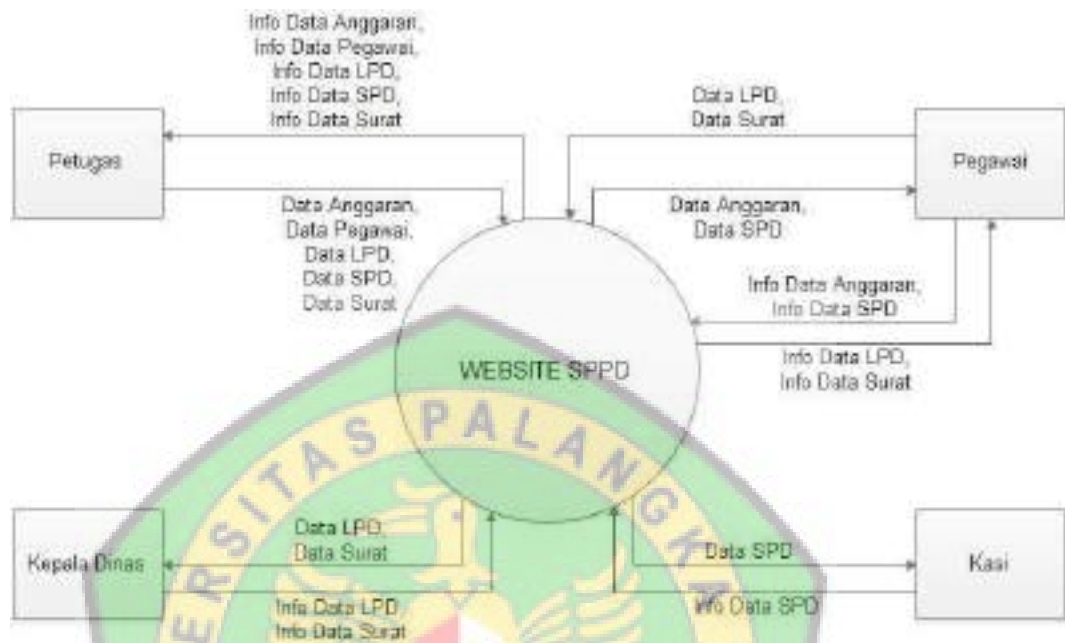 Info Data Anggaran,
Info Data Pegawai,
Info Data LPD,
Info Data SPD,
Info Data Surat
Data LPD,
Data Surat
Petugas
Pegawai
Data Anggaran,
Data Pegawai,
Data LPD,
Data SPD,
Data Surat
Data Anggaran,
Data SPD
Info Data Anggaran,
Info Data SPD
Info Data LPD,
Info Data Surat
WEBSITE SPPD
ERSITAS PALANGKA
Kepala Dinas
Data LPD,
Data Surat
Info Data LPD,
Info Data Surat
Data SPD
Info Data SPD
Kasi